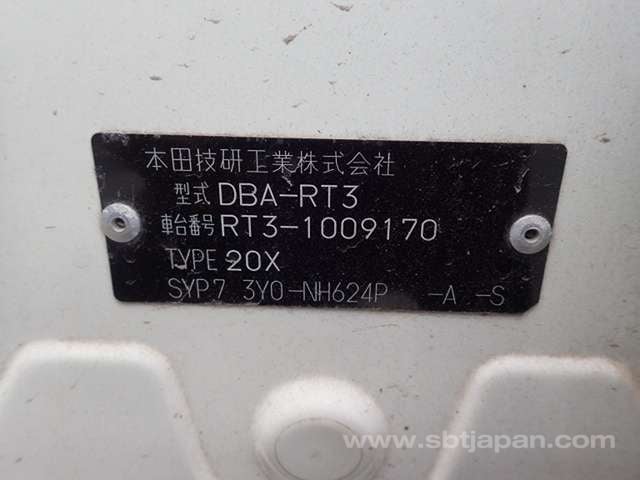 本田技研工業株式会社
型式 DBA-RT3
車台番号 RT3-1009170
TYPE 20X
SYP7 3Y0-NH624P -A -S
www.sbtjapan.com